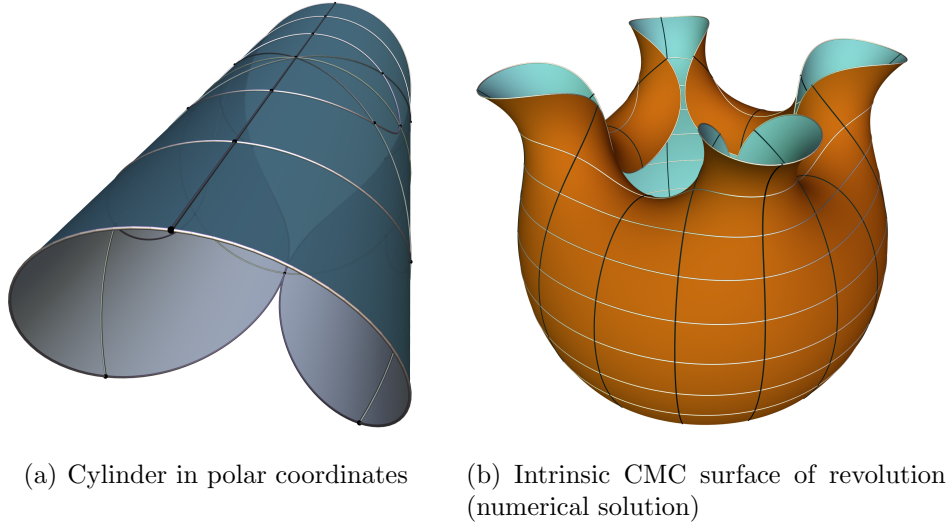 (a) Cylinder in polar coordinates
(b) Intrinsic CMC surface of revolution
(numerical solution)